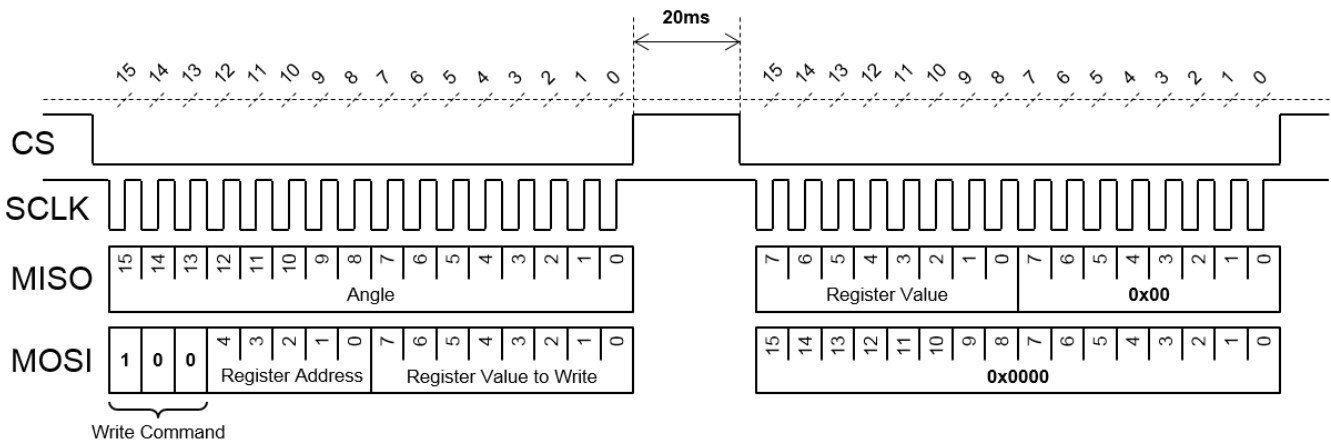 20ms
15 14 13 12 11 10 9 8 7 6 5 4 3 2 1 0 15 14 13 12 11 10 9 8 7 6 5 4 3 2 1 0
CS
SCLK
MISO 15 14 13 12 11 10 9 8 7 6 5 4 3 2 1 0 7 6 5 4 3 2 1 0 7 6 5 4 3 2 1 0
Angle Register Value 0x00
MOSI 1 0 0 4 3 2 1 0 7 6 5 4 3 2 1 0 15 14 13 12 11 10 9 8 7 6 5 4 3 2 1 0
Register Address Register Value to Write 0x0000
Write Command